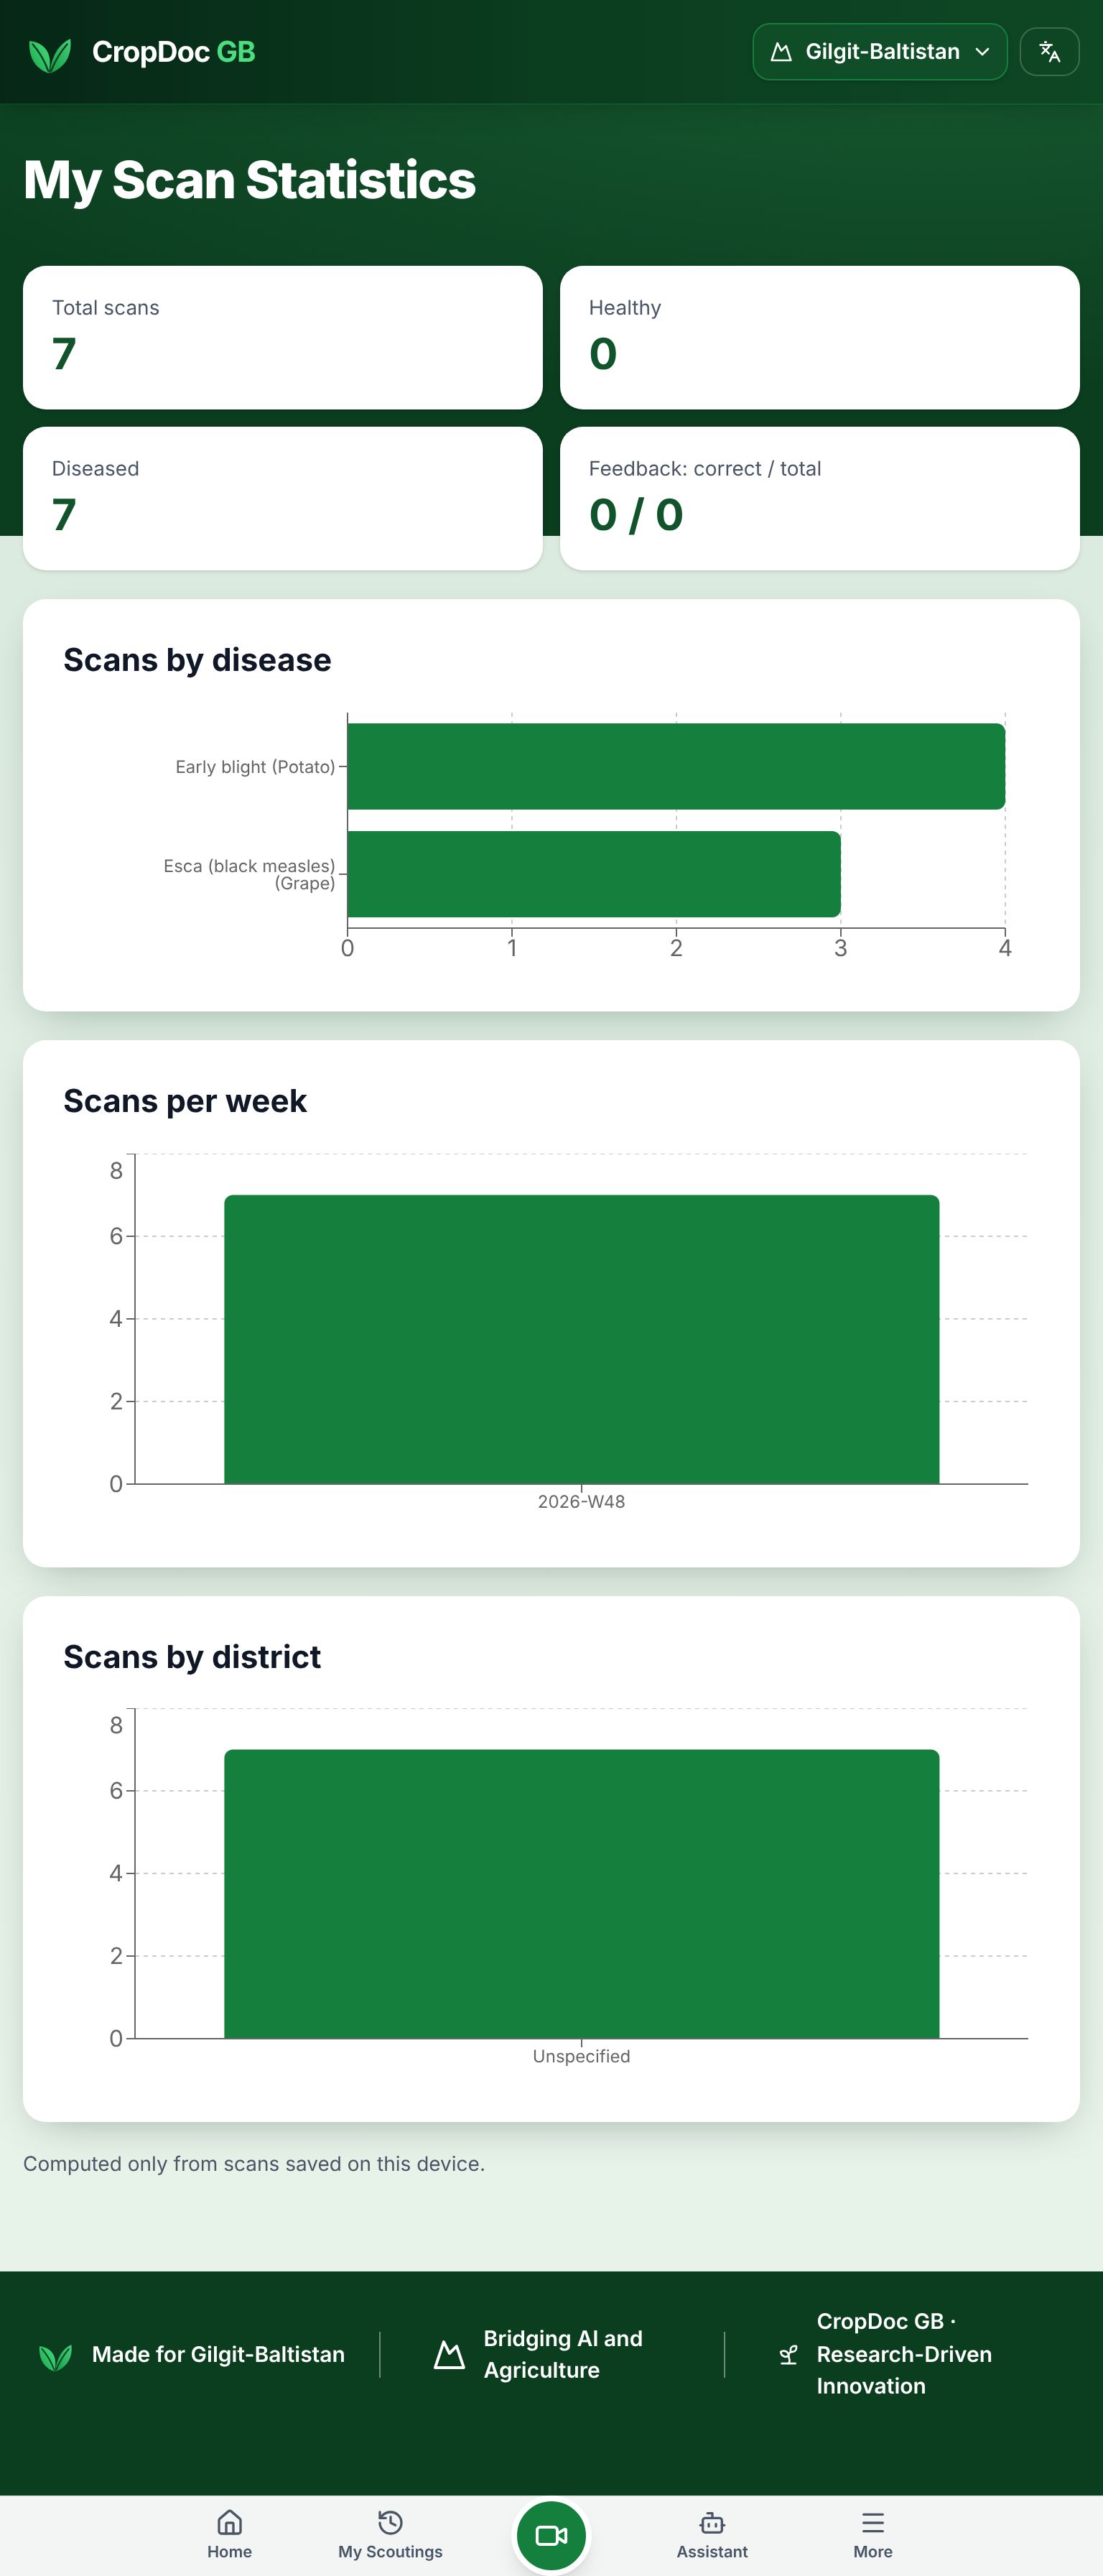 CropDoc GB
Gilgit-Baltistan
My Scan Statistics
Total scans
7
Healthy
0
Diseased
7
Feedback: correct / total
0 / 0
Scans by disease
Early blight (Potato)
Esca (black measles)
(Grape)
0 1 2 3 4
Scans per week
8
6
4
2
0
2026-W48
Scans by district
8
6
4
2
0
Unspecified
Computed only from scans saved on this device.
Made for Gilgit-Baltistan
Bridging AI and
Agriculture
CropDoc GB ·
Research-Driven
Innovation
Home
My Scoutings
Assistant
More